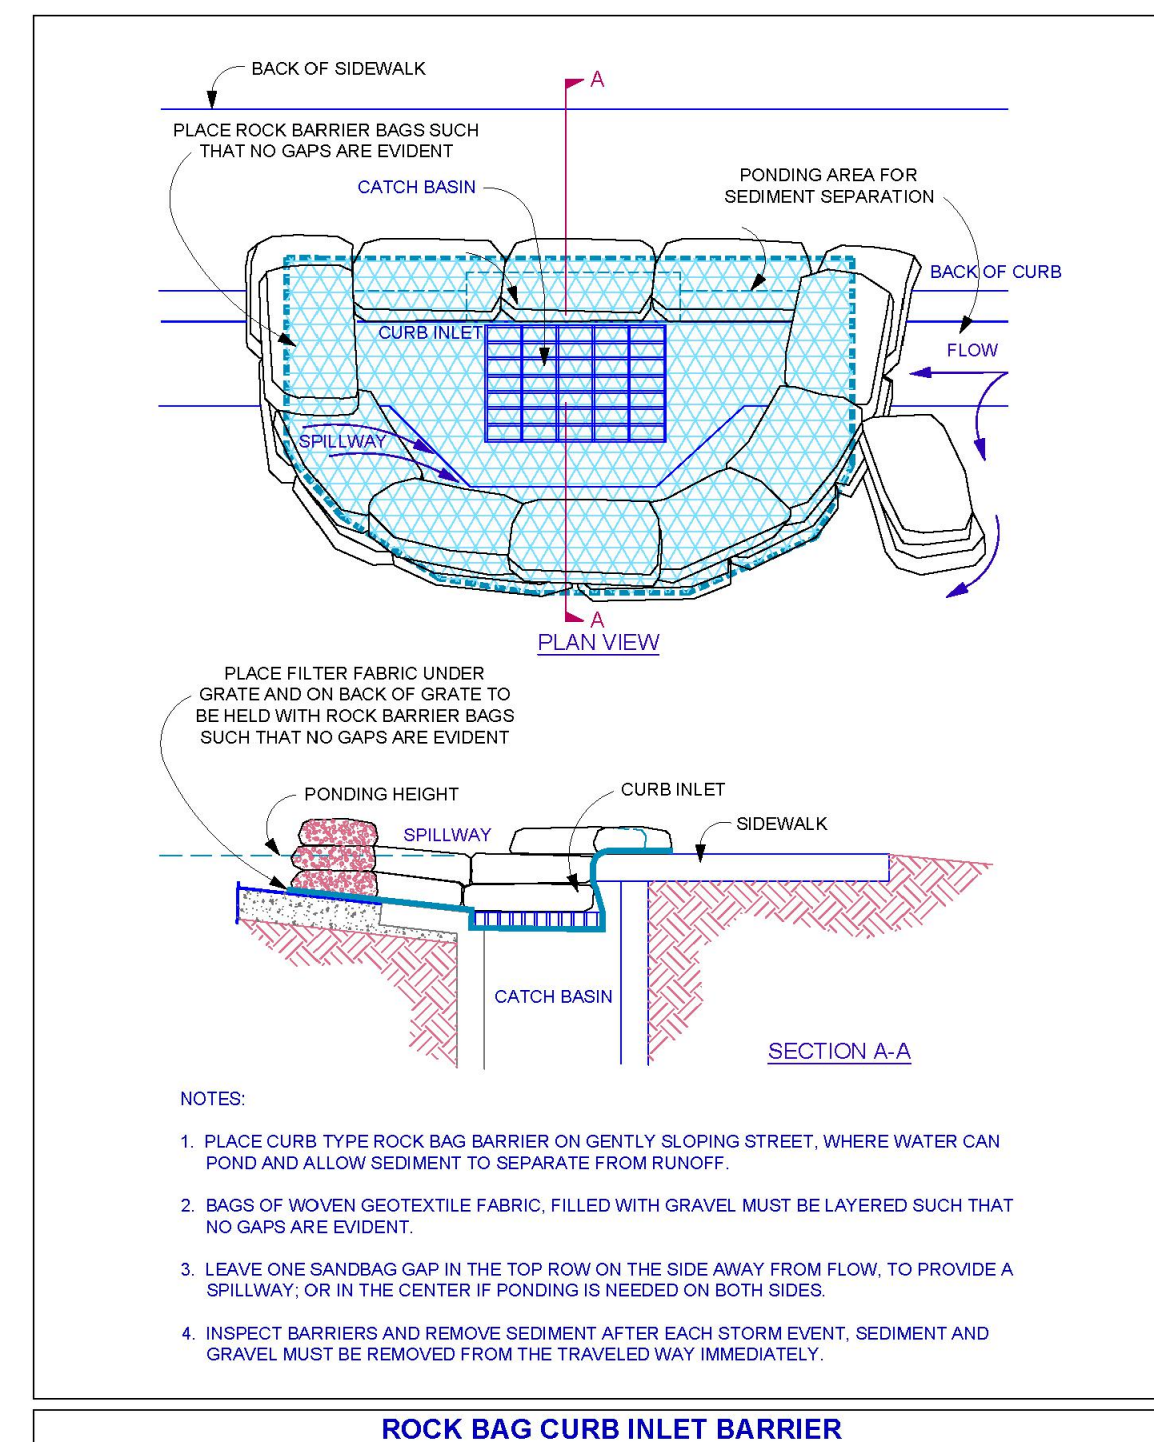 BACK OF SIDEWALK
A
PLACE ROCK BARRIER BAGS SUCH
THAT NO GAPS ARE EVIDENT
CATCH BASIN
PONDING AREA FOR
SEDIMENT SEPARATION
BACK OF CURB
CURB INLET
FLOW
SPILLWAY
A
PLAN VIEW
PLACE FILTER FABRIC UNDER
GRATE AND ON BACK OF GRATE TO
BE HELD WITH ROCK BARRIER BAGS
SUCH THAT NO GAPS ARE EVIDENT
PONDING HEIGHT
SPILLWAY
CURB INLET
SIDEWALK
CATCH BASIN
SECTION A-A
NOTES:
1. PLACE CURB TYPE ROCK BAG BARRIER ON GENTLY SLOPING STREET, WHERE WATER CAN
POND AND ALLOW SEDIMENT TO SEPARATE FROM RUNOFF.
2. BAGS OF WOVEN GEOTEXTILE FABRIC, FILLED WITH GRAVEL MUST BE LAYERED SUCH THAT
NO GAPS ARE EVIDENT.
3. LEAVE ONE SANDBAG GAP IN THE TOP ROW ON THE SIDE AWAY FROM FLOW, TO PROVIDE A
SPILLWAY; OR IN THE CENTER IF PONDING IS NEEDED ON BOTH SIDES.
4. INSPECT BARRIERS AND REMOVE SEDIMENT AFTER EACH STORM EVENT, SEDIMENT AND
GRAVEL MUST BE REMOVED FROM THE TRAVELED WAY IMMEDIATELY.
ROCK BAG CURB INLET BARRIER